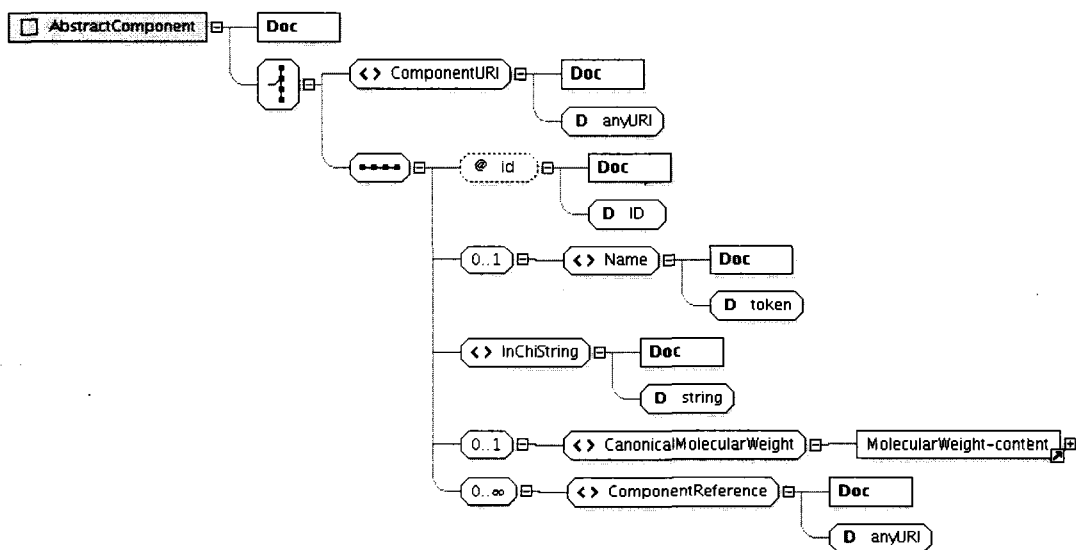 AbstractComponent
Doc
<> ComponentURI
Doc
D anyURI
@ id
Doc
D ID
0..1
<> Name
Doc
D token
<> InChiString
Doc
D string
0..1
<> CanonicalMolecularWeight
MolecularWeight-content
0..∞
<> ComponentReference
Doc
D anyURI